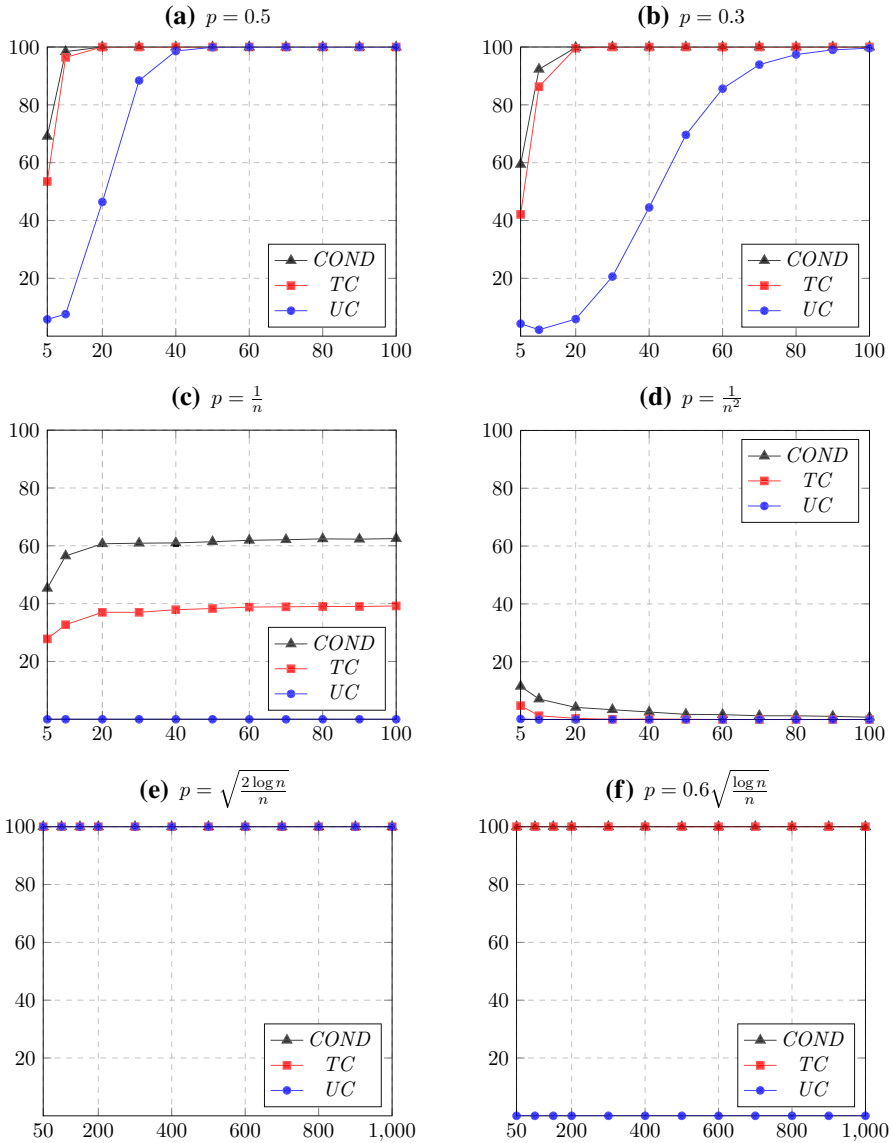 (a) p = 0.5
100
80
60
40
20
5 20 40 60 80 100
COND
TC
UC
(b) p = 0.3
100
80
60
40
20
5 20 40 60 80 100
COND
TC
UC
(c) p = 1/n
100
80
60
40
20
5 20 40 60 80 100
COND
TC
UC
(d) p = 1/n²
100
80
60
40
20
5 20 40 60 80 100
COND
TC
UC
(e) p = √(2 log n / n)
100
80
60
40
20
50 200 400 600 800 1,000
COND
TC
UC
(f) p = 0.6√(log n / n)
100
80
60
40
20
50 200 400 600 800 1,000
COND
TC
UC